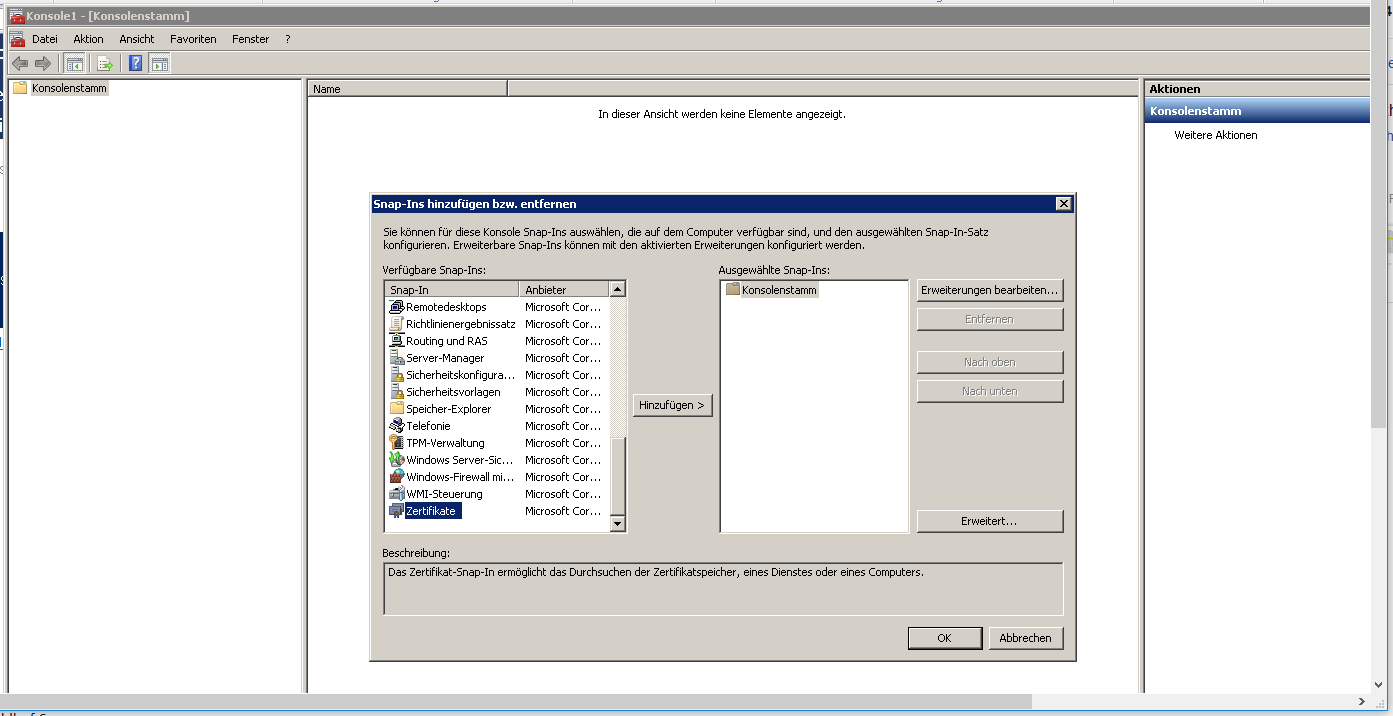 Konsole1 - [Konsolenstamm]
Datei Aktion Ansicht Favoriten Fenster ?
Konsolenstamm
Name
In dieser Ansicht werden keine Elemente angezeigt.
Aktionen
Konsolenstamm
Weitere Aktionen
Snap-Ins hinzufügen bzw. entfernen
Sie können für diese Konsole Snap-Ins auswählen, die auf dem Computer verfügbar sind, und den ausgewählten Snap-In-Satz
konfigurieren. Erweiterbare Snap-Ins können mit den aktivierten Erweiterungen konfiguriert werden.
Verfügbare Snap-Ins:
Snap-In Anbieter
Remotedesktops Microsoft Cor...
Richtlinienergebnissatz Microsoft Cor...
Routing und RAS Microsoft Cor...
Server-Manager Microsoft Cor...
Sicherheitskonfigura... Microsoft Cor...
Sicherheitsvorlagen Microsoft Cor...
Speicher-Explorer Microsoft Cor...
Telefonie Microsoft Cor...
TPM-Verwaltung Microsoft Cor...
Windows Server-Sic... Microsoft Cor...
Windows-Firewall mi... Microsoft Cor...
WMI-Steuerung Microsoft Cor...
Zertifikate Microsoft Cor...
Hinzufügen >
Ausgewählte Snap-Ins:
Konsolenstamm
Erweiterungen bearbeiten...
Entfernen
Nach oben
Nach unten
Erweitert...
Beschreibung:
Das Zertifikat-Snap-In ermöglicht das Durchsuchen der Zertifikatspeicher, eines Dienstes oder eines Computers.
OK Abbrechen